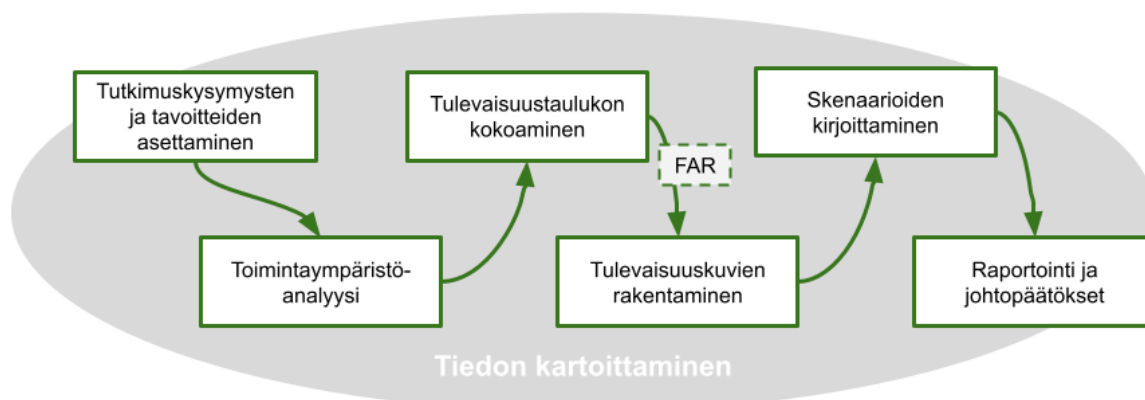 Tutkimuskysymysten
ja tavoitteiden
asettaminen
Toimintaympäristö-
analyysi
Tulevaisuustaulukon
kokoaminen
FAR
Tulevaisuuskuvien
rakentaminen
Skenaarioiden
kirjoittaminen
Raportointi ja
johtopäätökset
Tiedon kartoittaminen